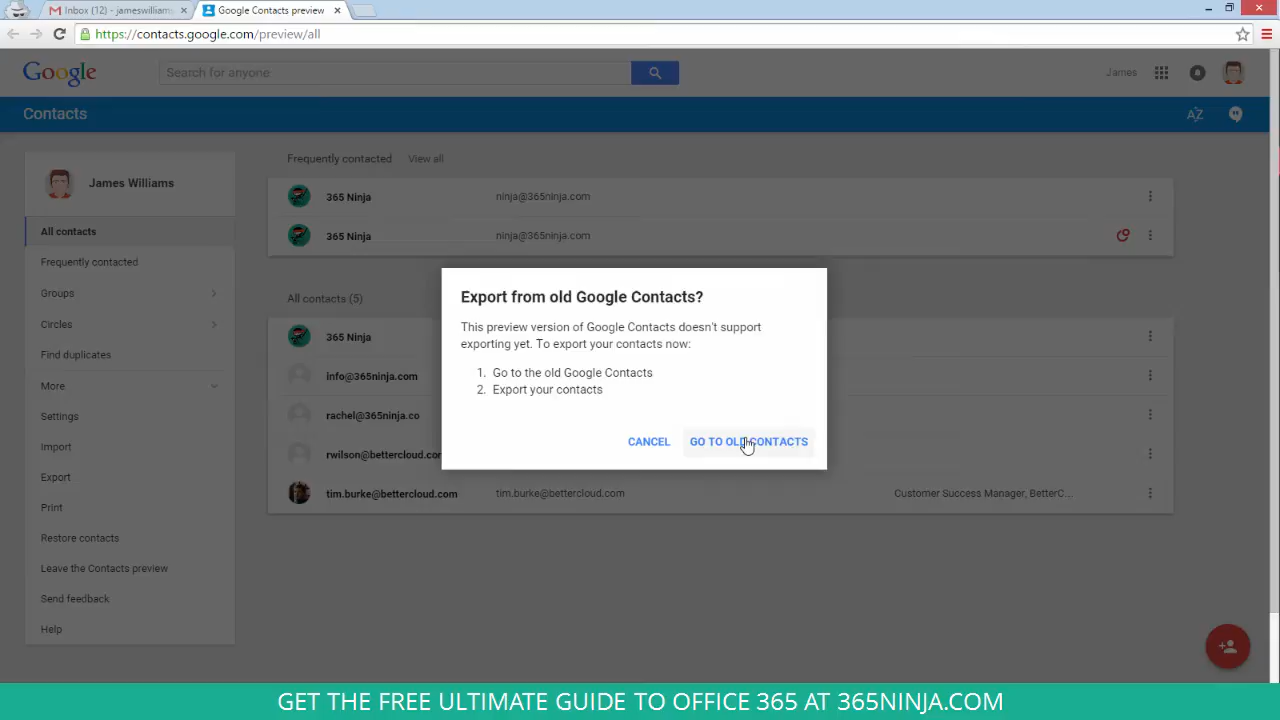 Inbox (12) - jameswilliams
Google Contacts preview
https://contacts.google.com/preview/all
Google
Search for anyone
James
Contacts
AZ
James Williams
All contacts
Frequently contacted
Groups
Circles
Find duplicates
More
Settings
Import
Export
Print
Restore contacts
Leave the Contacts preview
Send feedback
Help
Frequently contacted View all
365 Ninja ninja@365ninja.com
365 Ninja ninja@365ninja.com
All contacts (5)
365 Ninja
info@365ninja.com
rachel@365ninja.co
rwilson@bettercloud.cor
tim.burke@bettercloud.com tim.burke@bettercloud.com Customer Success Manager, BetterC...
Export from old Google Contacts?
This preview version of Google Contacts doesn't support
exporting yet. To export your contacts now:
1. Go to the old Google Contacts
2. Export your contacts
CANCEL GO TO OLD CONTACTS
GET THE FREE ULTIMATE GUIDE TO OFFICE 365 AT 365NINJA.COM